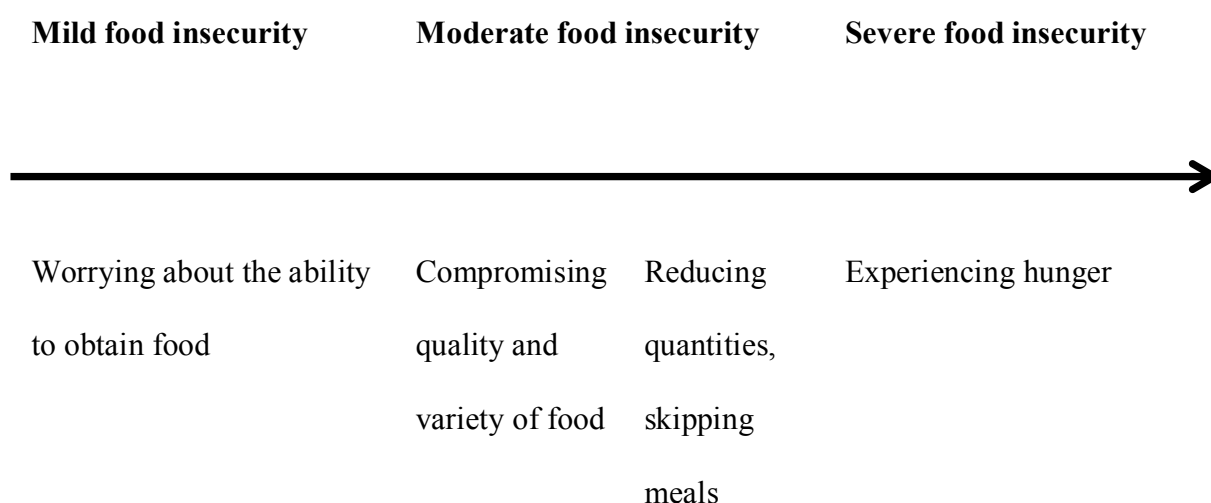 Mild food insecurity
Moderate food insecurity
Severe food insecurity
Worrying about the ability
to obtain food
Compromising
quality and
variety of food
Reducing
quantities,
skipping
meals
Experiencing hunger